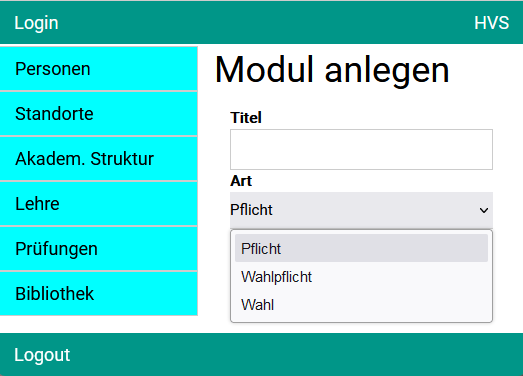 Login HVS
Personen
Standorte
Akadem. Struktur
Lehre
Prüfungen
Bibliothek
Modul anlegen
Titel
Art
Pflicht
Pflicht
Wahlpflicht
Wahl
Logout